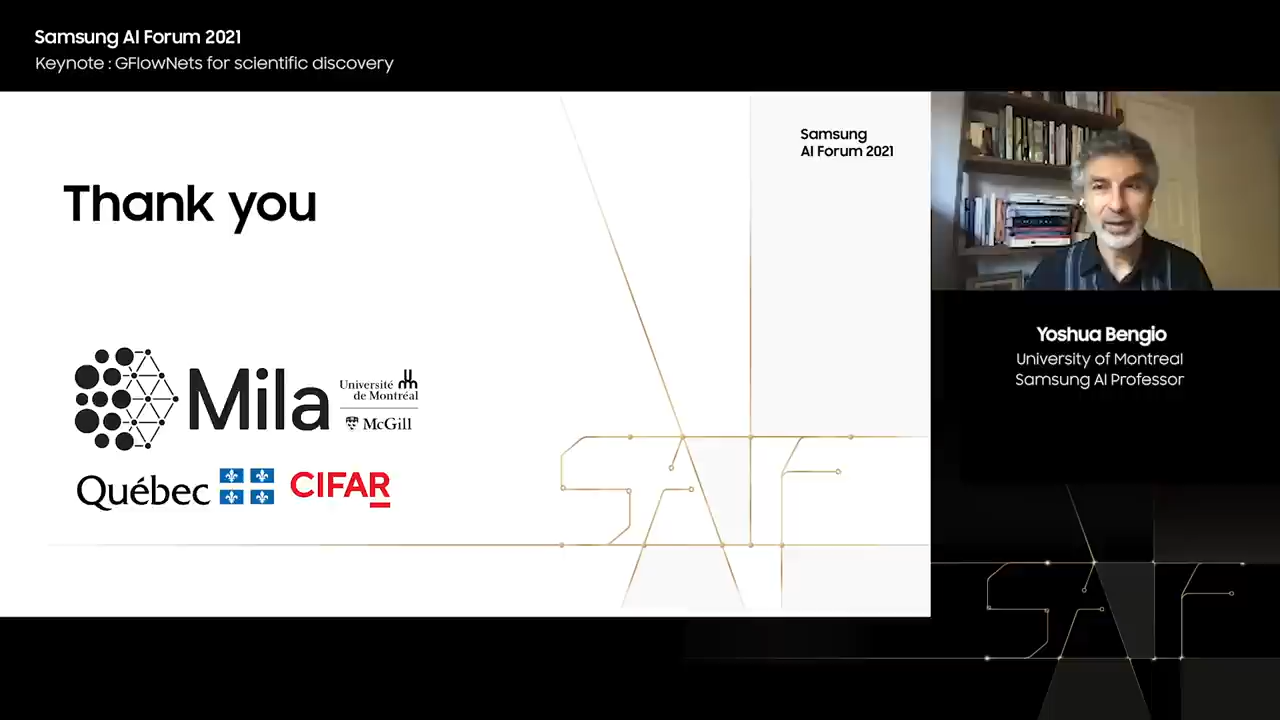 Samsung AI Forum 2021
Keynote : GFlowNets for scientific discovery
Samsung
AI Forum 2021
Thank you
Mila
Université
de Montréal
McGill
Québec
CIFAR
Yoshua Bengio
University of Montreal
Samsung AI Professor